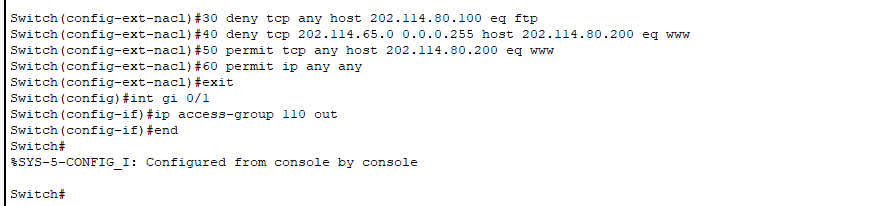 Switch(config-ext-nacl)#30 deny tcp any host 202.114.80.100 eq ftp
Switch(config-ext-nacl)#40 deny tcp 202.114.65.0 0.0.0.255 host 202.114.80.200 eq www
Switch(config-ext-nacl)#50 permit tcp any host 202.114.80.200 eq www
Switch(config-ext-nacl)#60 permit ip any any
Switch(config-ext-nacl)#exit
Switch(config)#int gi 0/1
Switch(config-if)#ip access-group 110 out
Switch(config-if)#end
Switch#
%SYS-5-CONFIG_I: Configured from console by console
Switch#